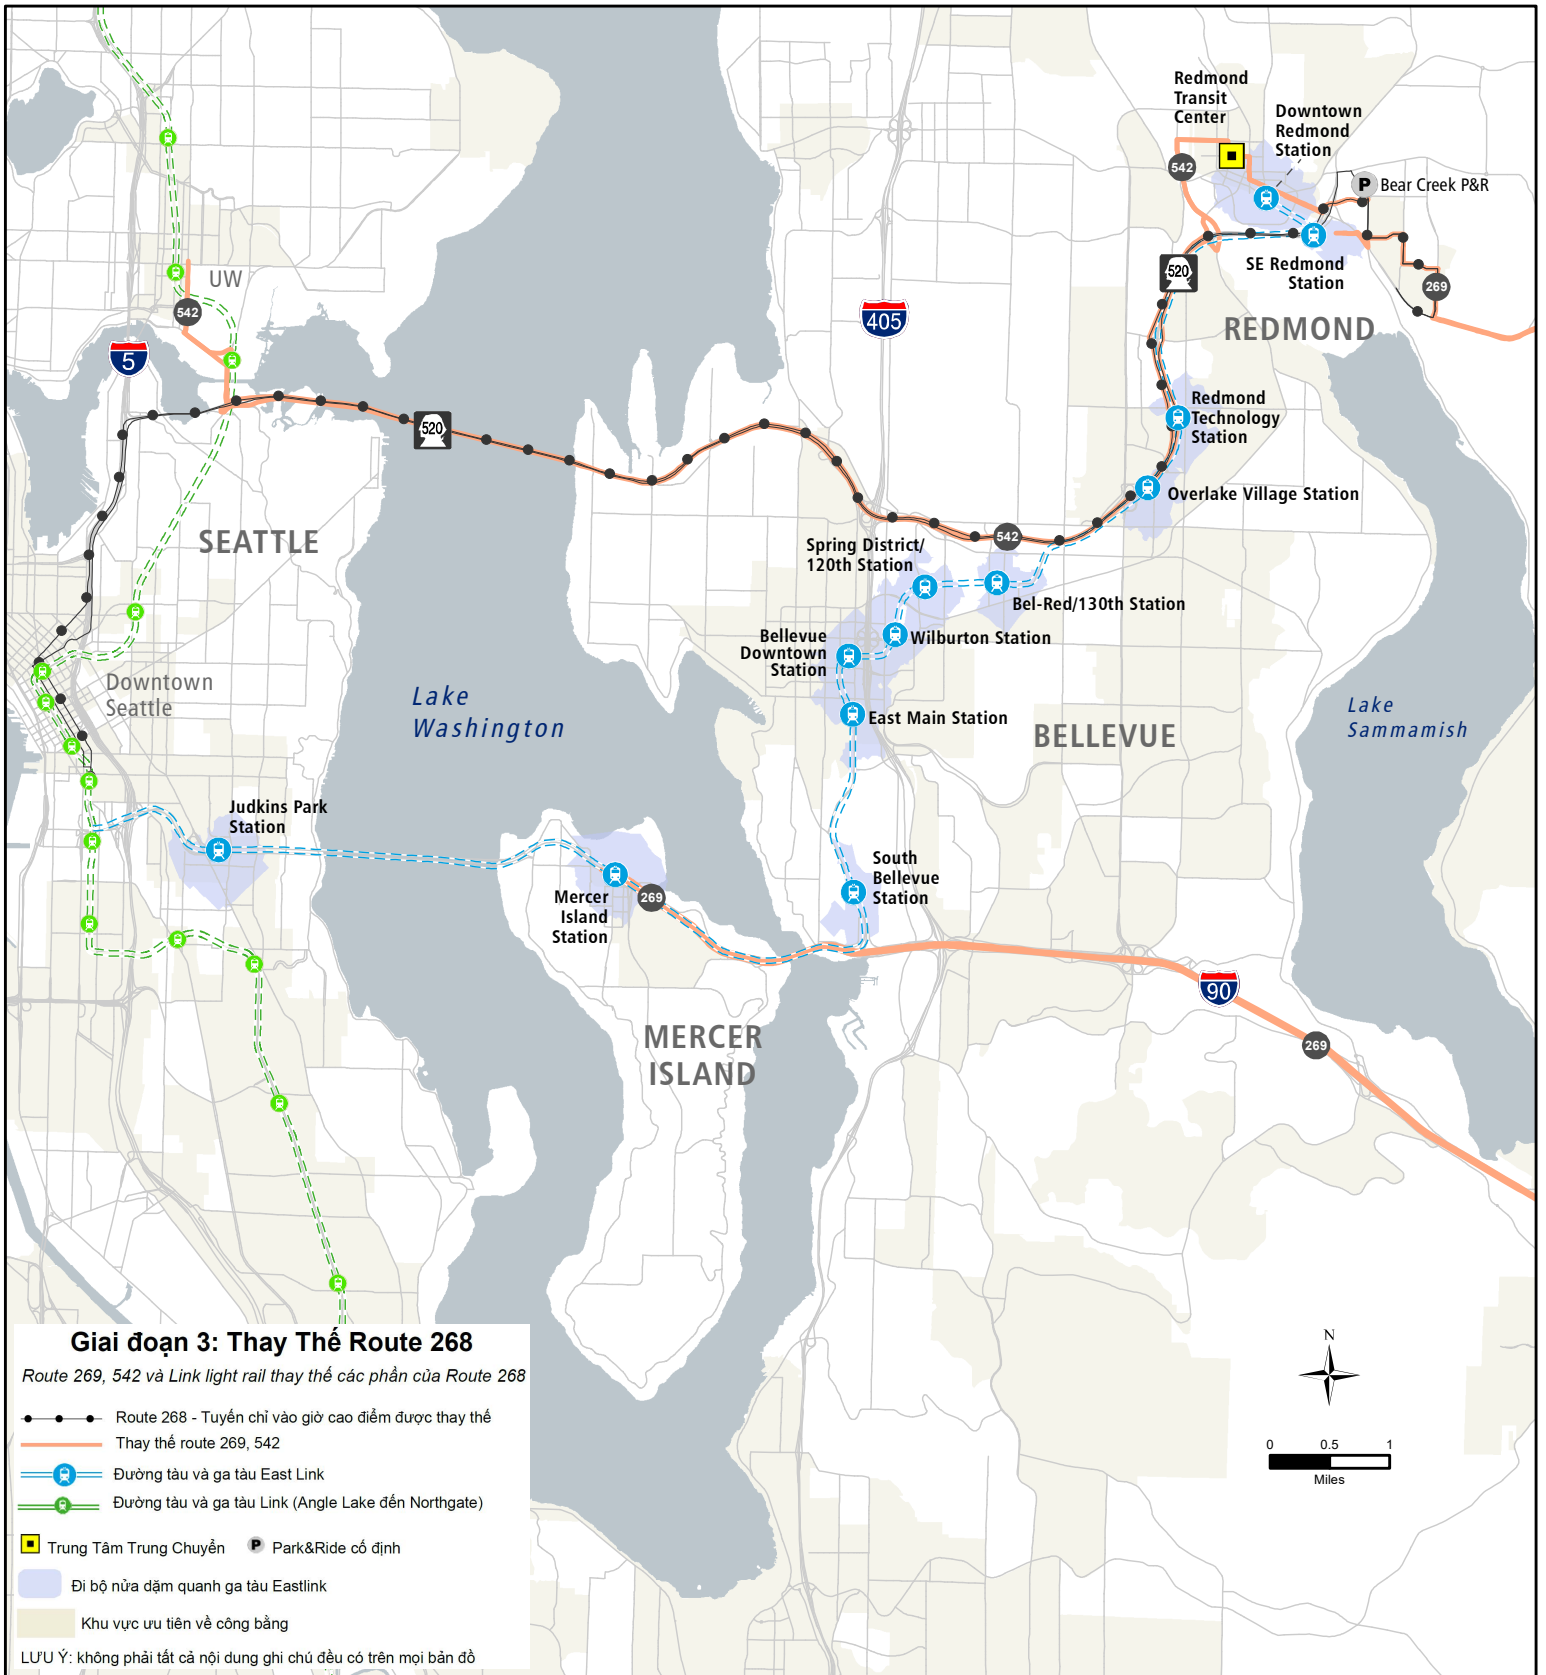 Redmond
Transit
Center
Downtown
Redmond
Station
542
P
Bear Creek P&R
SE Redmond
Station
520
269
REDMOND
UW
542
5
405
520
Redmond
Technology
Station
Overlake Village Station
SEATTLE
542
Spring District/
120th Station
Bel-Red/130th Station
Wilburton Station
Bellevue
Downtown
Station
Downtown
Seattle
Lake
Washington
East Main Station
BELLEVUE
Lake
Sammamish
Judkins Park
Station
South
Bellevue
Station
Mercer
Island
Station
269
90
269
MERCER
ISLAND
Giai đoạn 3: Thay Thế Route 268
Route 269, 542 và Link light rail thay thế các phần của Route 268
Route 268 - Tuyến chỉ vào giờ cao điểm được thay thế
Thay thế route 269, 542
Đường tàu và ga tàu East Link
Đường tàu và ga tàu Link (Angle Lake đến Northgate)
Trung Tâm Trung Chuyển P Park&Ride cố định
Đi bộ nửa dặm quanh ga tàu Eastlink
Khu vực ưu tiên về công bằng
LƯU Ý: không phải tất cả nội dung ghi chú đều có trên mọi bản đồ
N
0 0.5 1
Miles